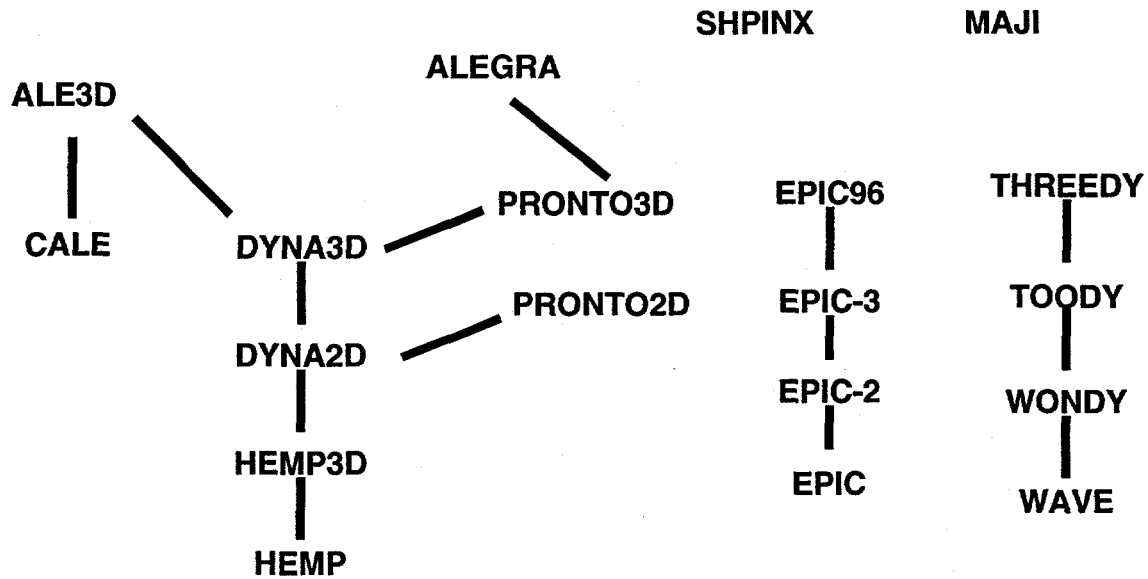 SHPINX
MAJI
ALEGRA
ALE3D
PRONTO3D
EPIC96
THREEDY
CALE
DYNA3D
PRONTO2D
EPIC-3
TOODY
DYNA2D
EPIC-2
WONDY
HEMP3D
EPIC
WAVE
HEMP